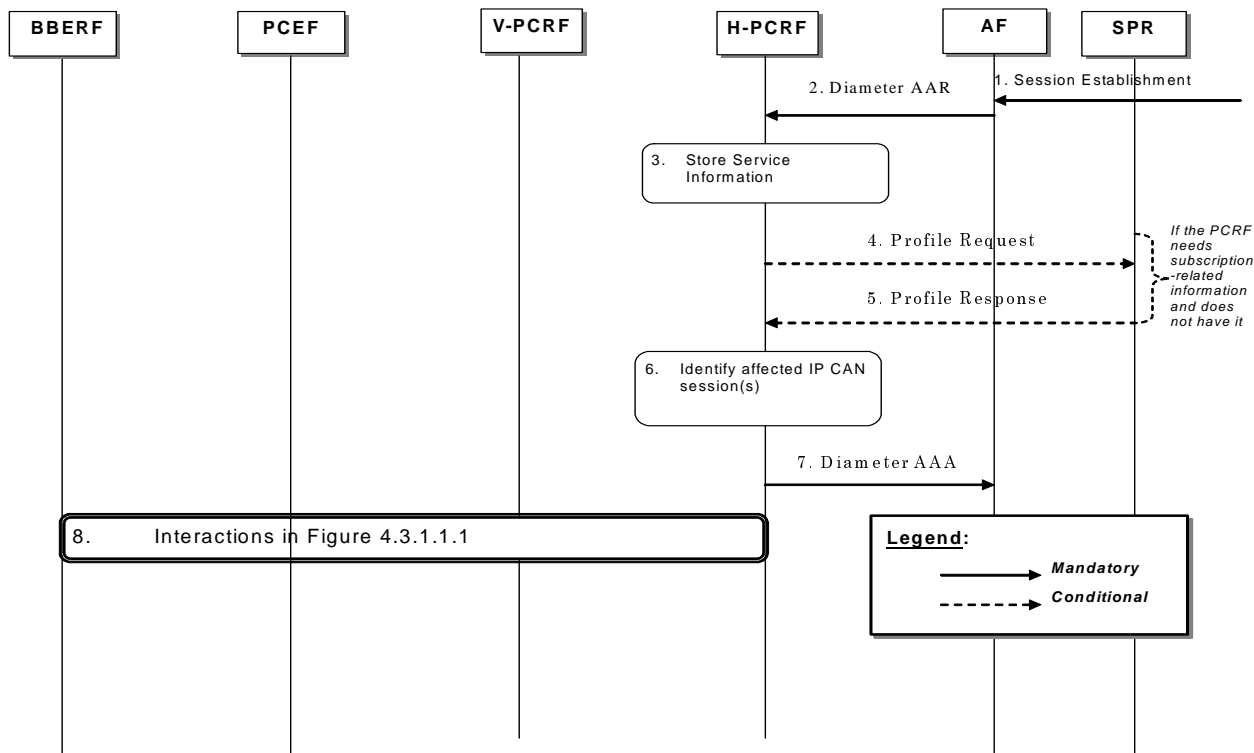 BBERF
PCEF
V-PCRF
H-PCRF
AF
SPR
1. Session Establishment
2. Diameter AAR
3. Store Service
Information
4. Profile Request
If the PCRF
needs
subscription
-related
information
and does
not have it
5. Profile Response
6. Identify affected IP CAN
session(s)
7. Diameter AAA
8. Interactions in Figure 4.3.1.1.1
Legend:
Mandatory
Conditional